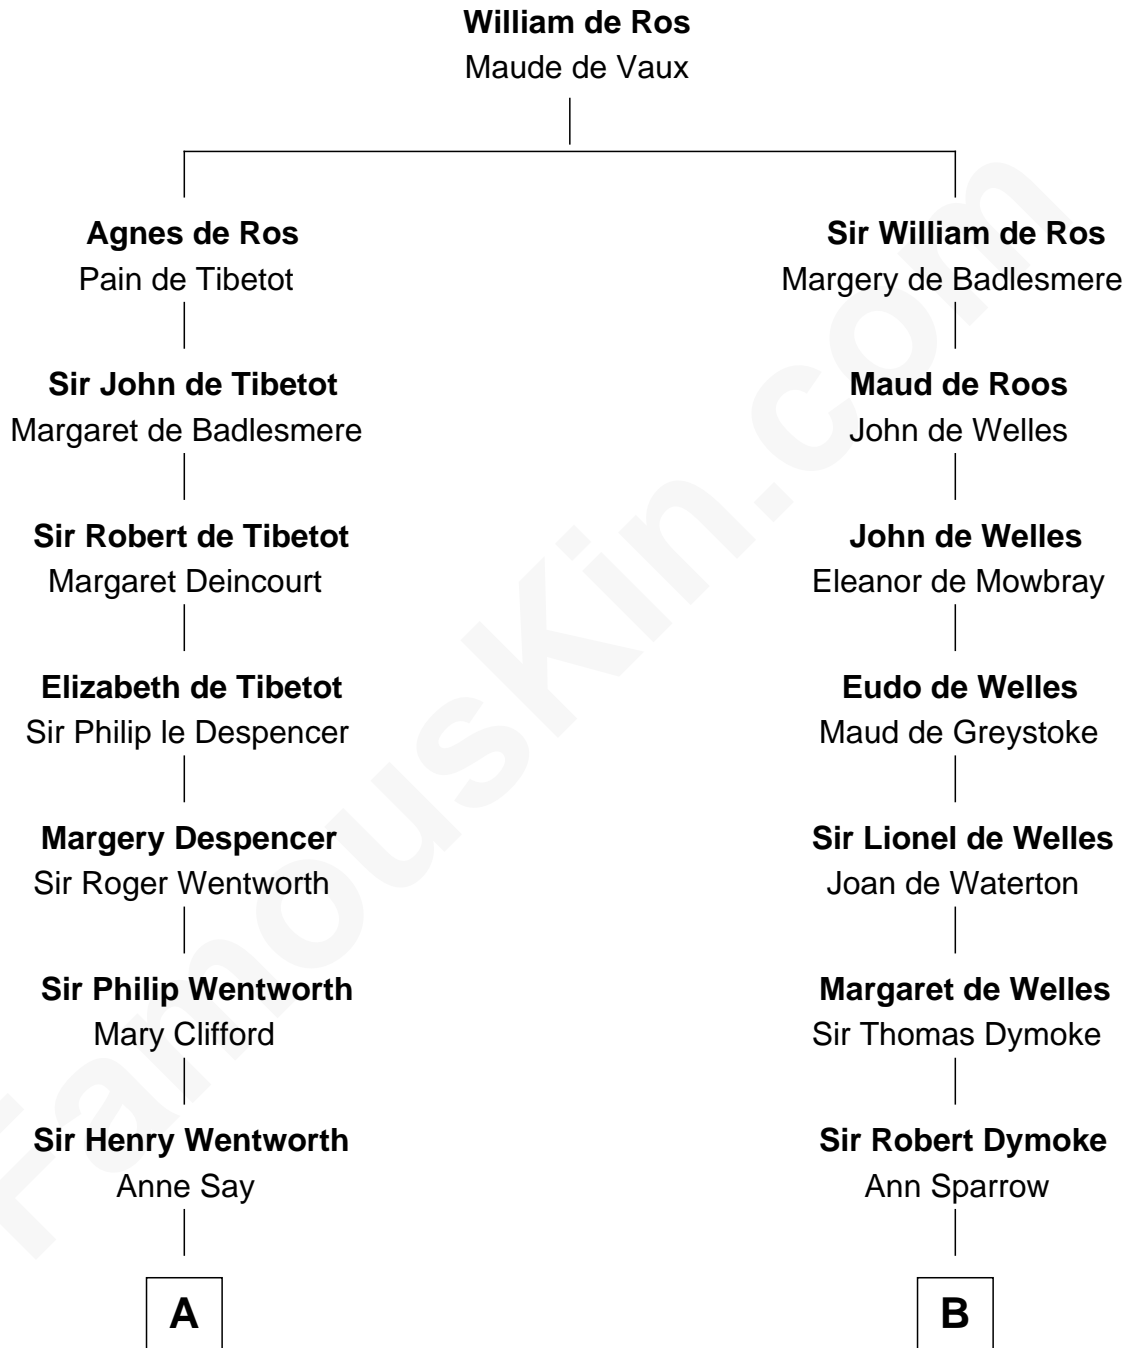 William de Ros
Maude de Vaux
Agnes de Ros
Pain de Tibetot
Sir John de Tibetot
Margaret de Badlesmere
Sir Robert de Tibetot
Margaret Deincourt
Elizabeth de Tibetot
Sir Philip le Despencer
Margery Despencer
Sir Roger Wentworth
Sir Philip Wentworth
Mary Clifford
Sir Henry Wentworth
Anne Say
A
Sir William de Ros
Margery de Badlesmere
Maud de Roos
John de Welles
John de Welles
Eleanor de Mowbray
Eudo de Welles
Maud de Greystoke
Sir Lionel de Welles
Joan de Waterton
Margaret de Welles
Sir Thomas Dymoke
Sir Robert Dymoke
Ann Sparrow
B
FamousKin.com